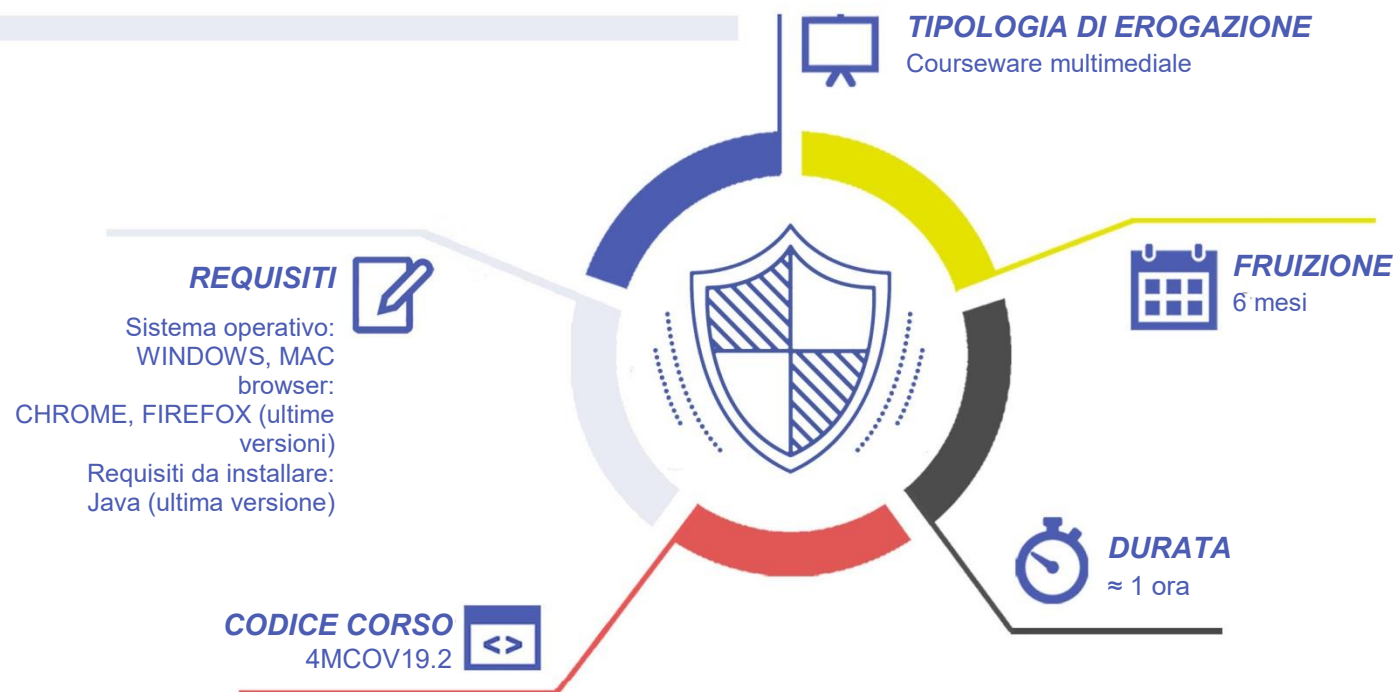 TIPOLOGIA DI EROGAZIONE
Courseware multimediale
REQUISITI
Sistema operativo:
WINDOWS, MAC
browser:
CHROME, FIREFOX (ultime
versioni)
Requisiti da installare:
Java (ultima versione)
FRUIZIONE
6 mesi
DURATA
≈ 1 ora
CODICE CORSO
4MCOV19.2
<>